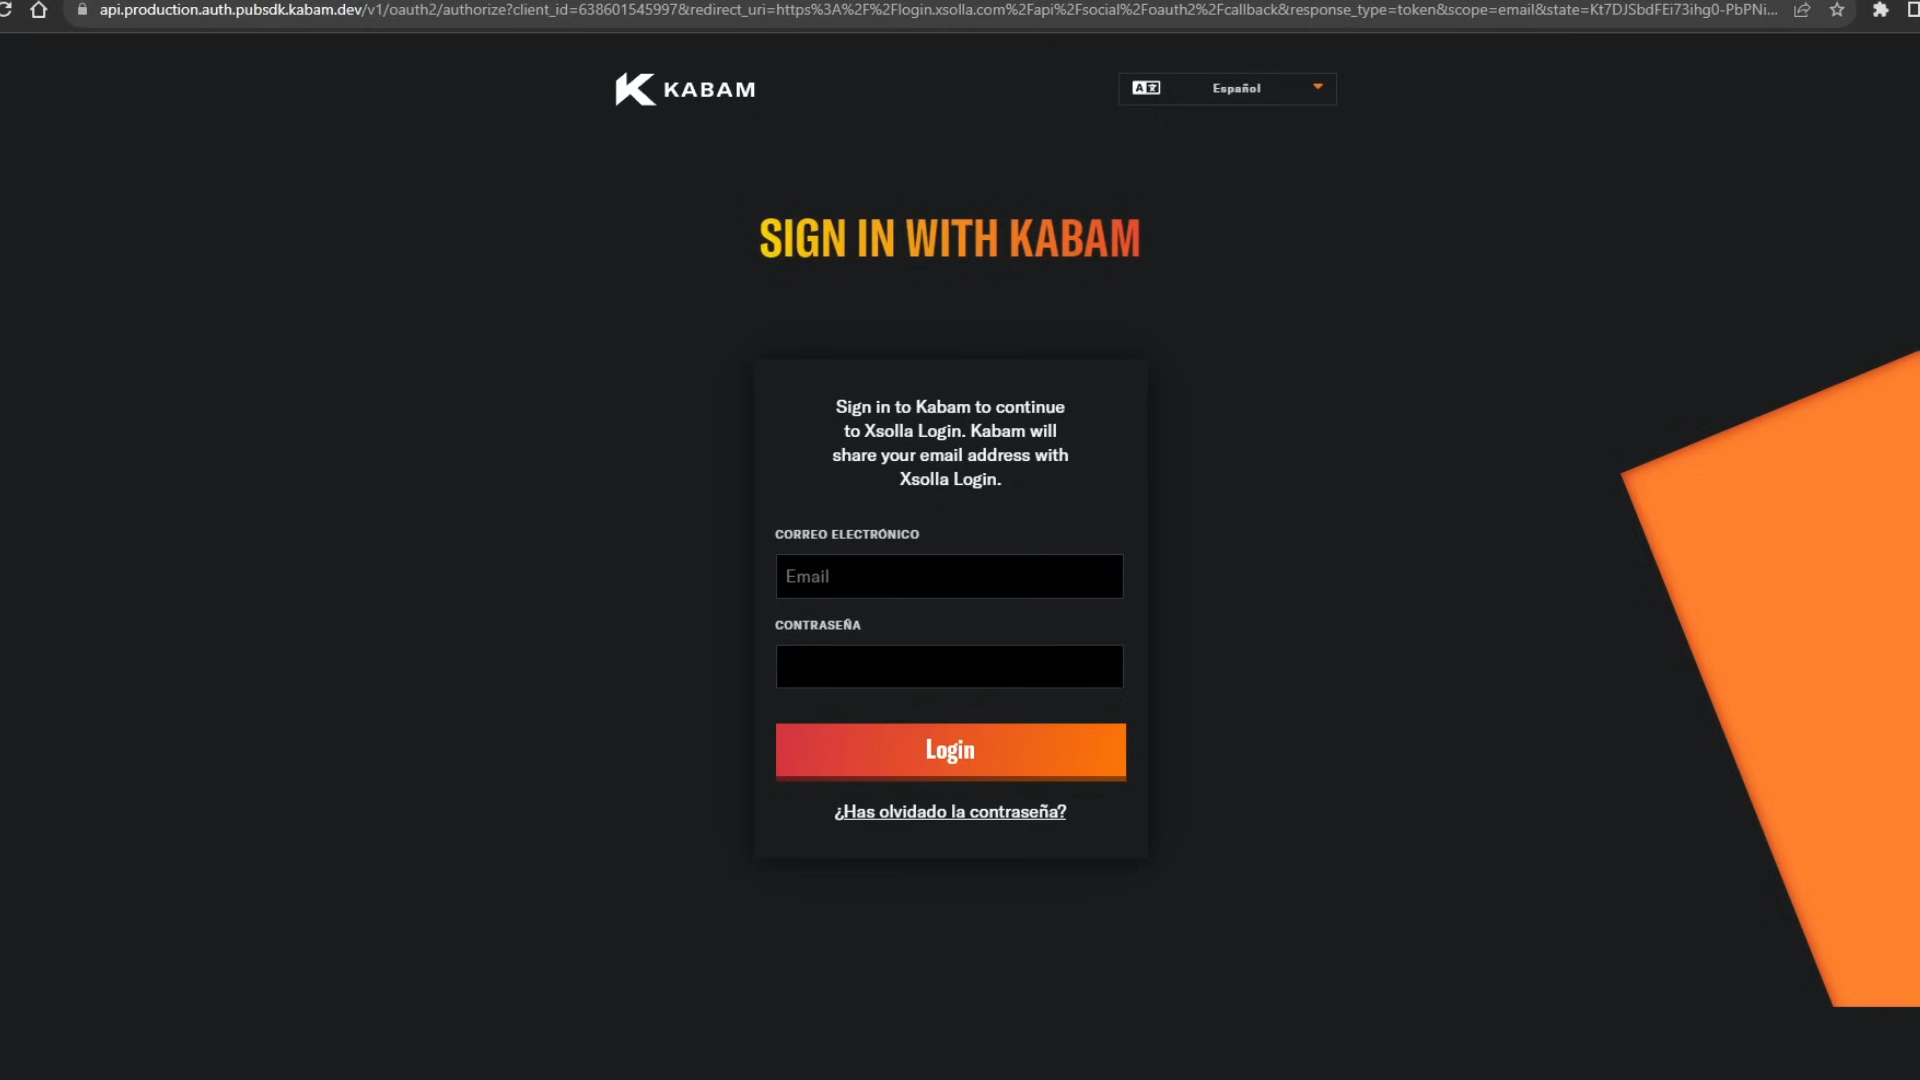 api.production.auth.pubsdk.kabam.dev/v1/oauth2/authorize?client_id=638601545997&redirect_uri=https%3A%2F%2Flogin.xsolla.com%2Fapi%2Fsocial%2Foauth2%2Fcallback&response_type=token&scope=email&state=Kt7DJSbdFEi73ihg0-PbPNi...
KABAM
Español
SIGN IN WITH KABAM
Sign in to Kabam to continue
to Xsolla Login. Kabam will
share your email address with
Xsolla Login.
CORREO ELECTRÓNICO
Email
CONTRASEÑA
Login
¿Has olvidado la contraseña?